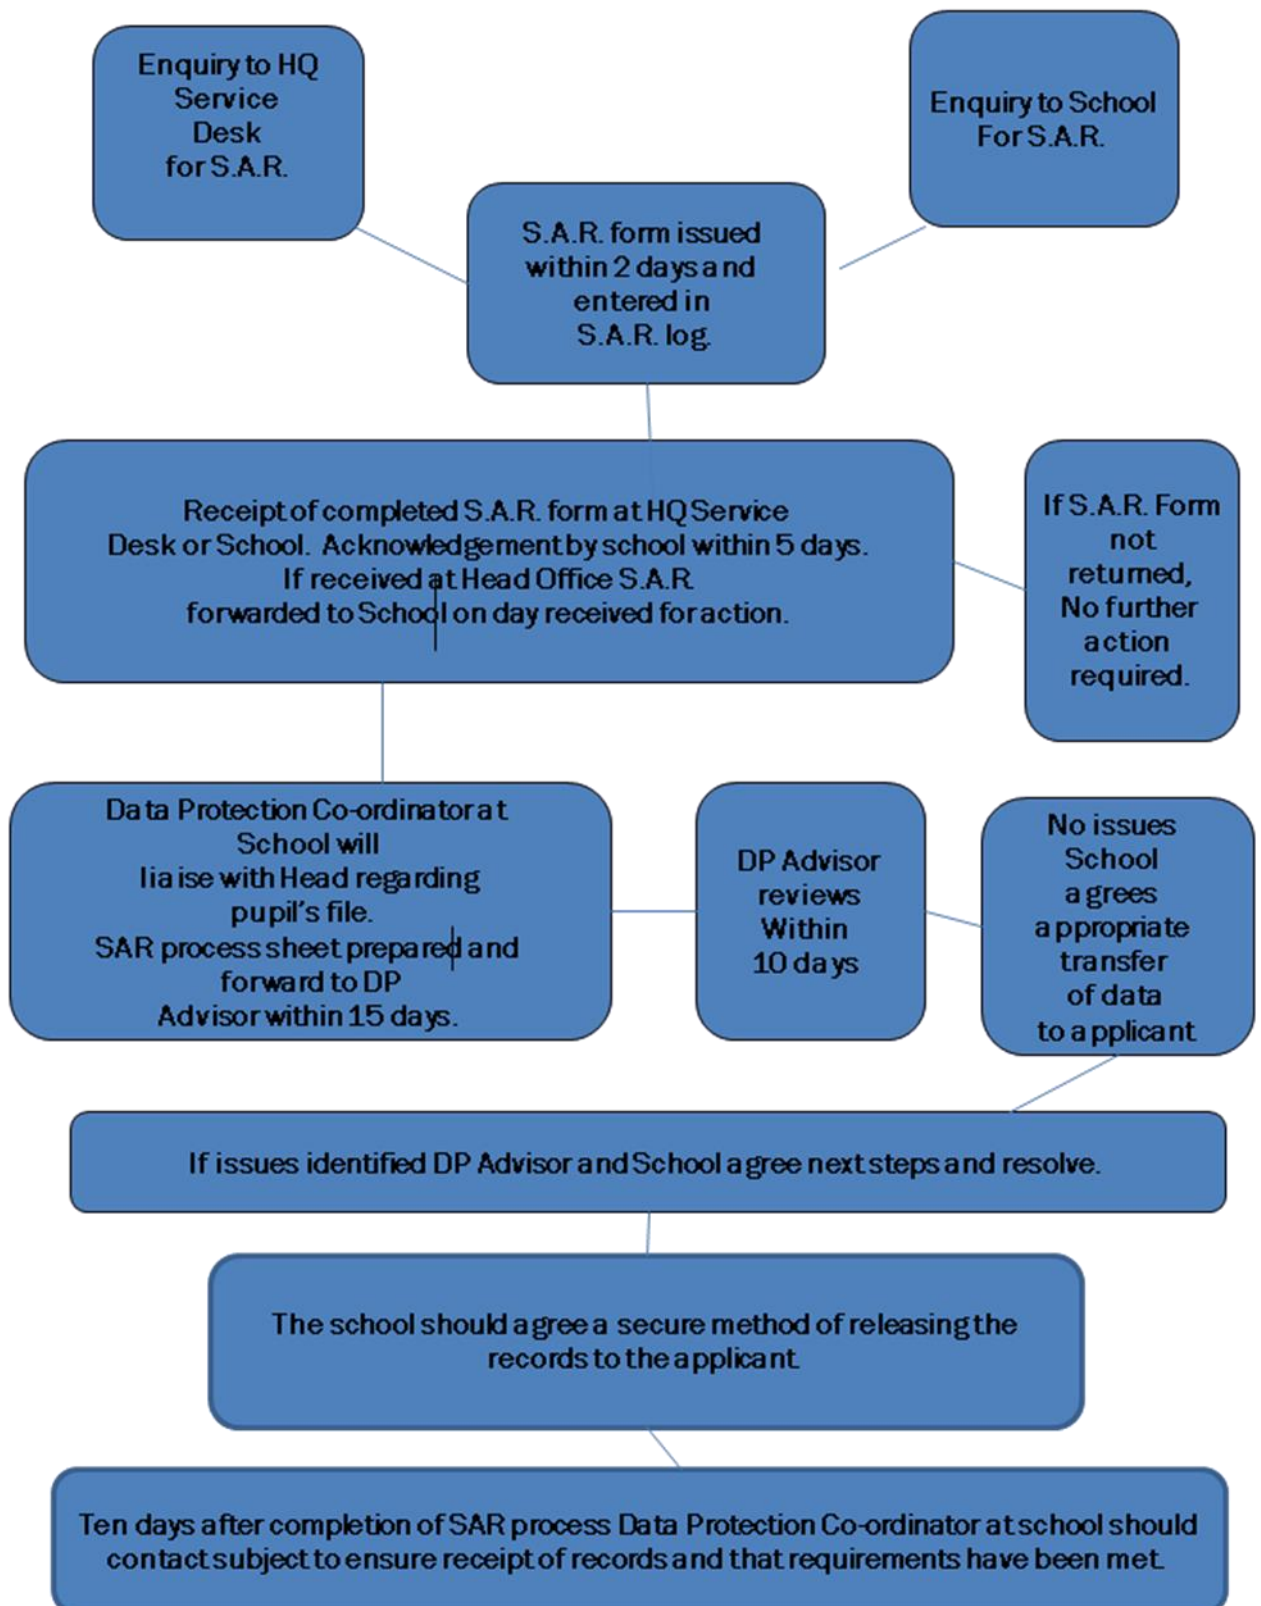 Enquiry to HQ
Service
Desk
for S.A.R.
Enquiry to School
For S.A.R.
S.A.R. form issued
within 2 days and
entered in
S.A.R. log.
Receipt of completed S.A.R. form at HQ Service
Desk or School. Acknowledgement by school within 5 days.
If received at Head Office S.A.R.
forwarded to School on day received for action.
If S.A.R. Form
not
returned,
No further
action
required.
Data Protection Co-ordinator at
School will
liaise with Head regarding
pupil's file.
SAR process sheet prepared and
forward to DP
Advisor within 15 days.
DP Advisor
reviews
Within
10 days
No issues
School
agrees
appropriate
transfer
of data
to applicant
If issues identified DP Advisor and School agree next steps and resolve.
The school should agree a secure method of releasing the
records to the applicant.
Ten days after completion of SAR process Data Protection Co-ordinator at school should
contact subject to ensure receipt of records and that requirements have been met.